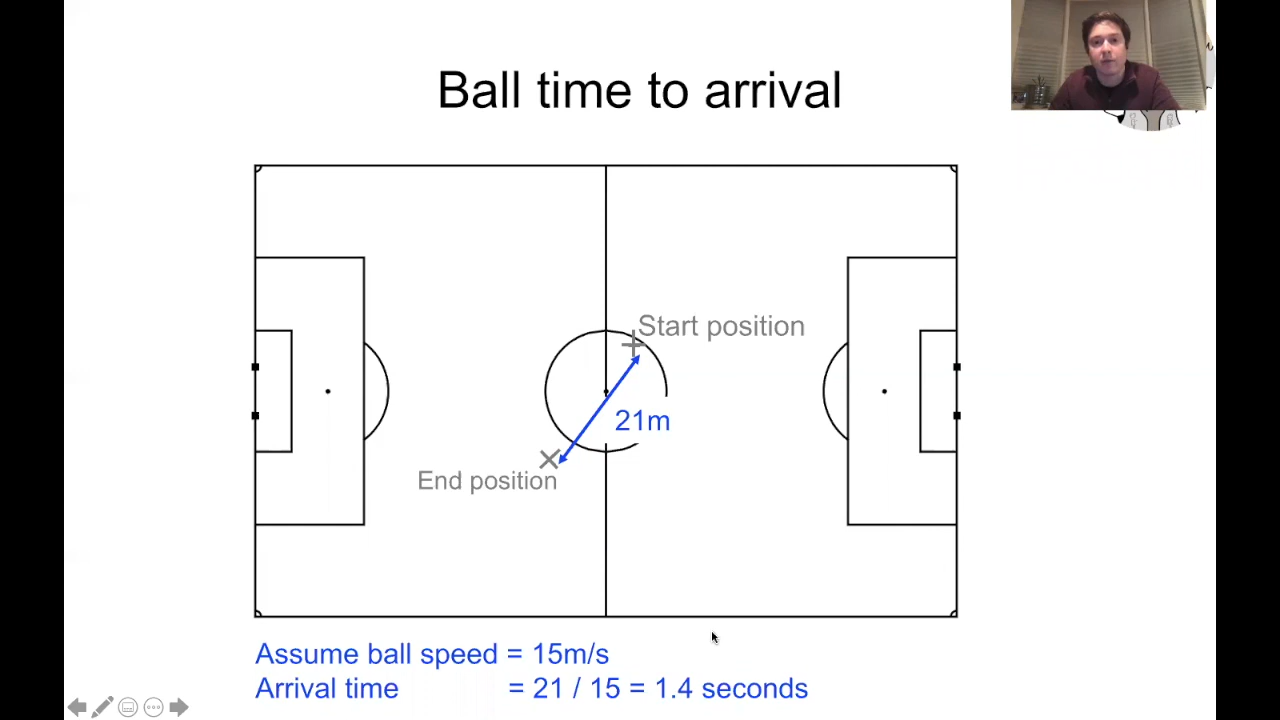 Ball time to arrival
Start position
21m
End position
Assume ball speed = 15m/s
Arrival time = 21 / 15 = 1.4 seconds